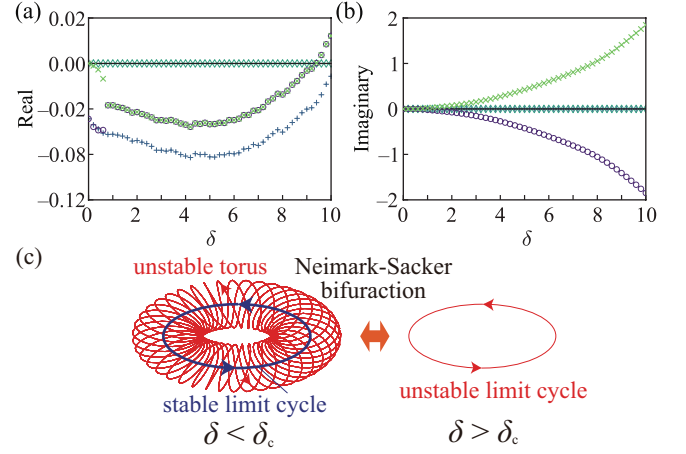 (a)
0.02
0.00
−0.02
−0.08
−0.12
Real
0 2 4 6 8 10
δ
(b)
2
1
0
−1
−2
Imaginary
0 2 4 6 8 10
δ
(c)
unstable torus
stable limit cycle
δ < δc
Neimark-Sacker
bifuraction
unstable limit cycle
δ > δc